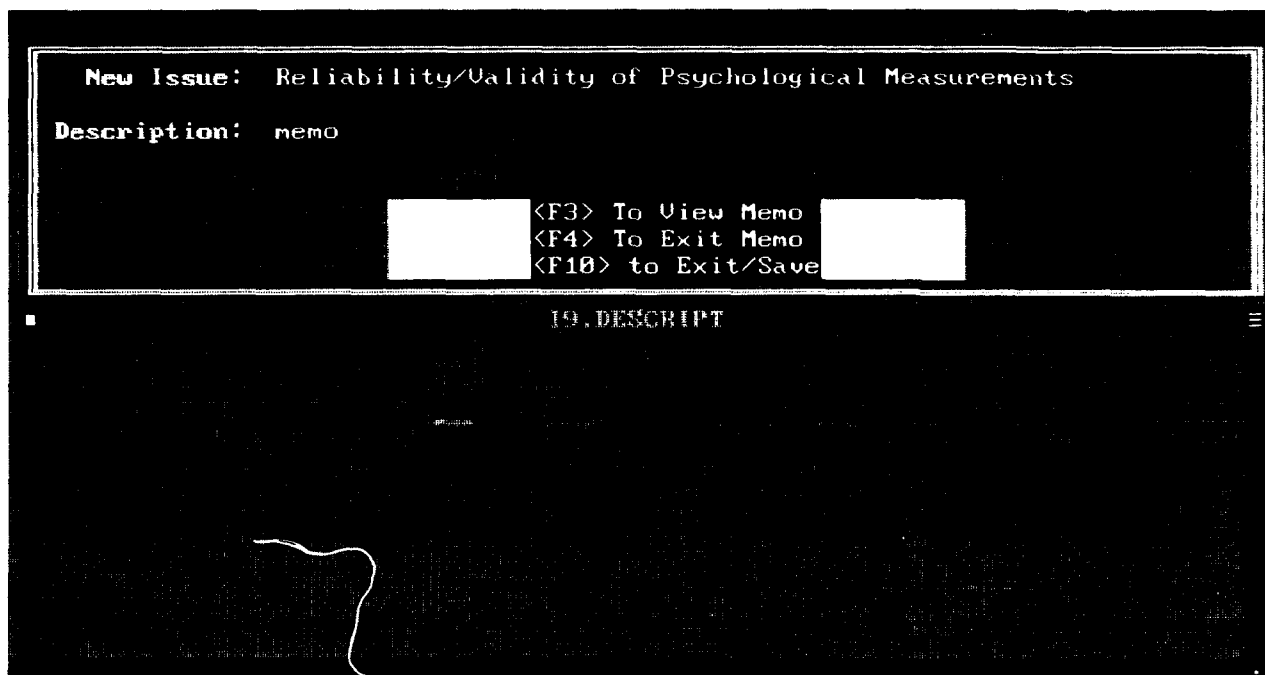 New Issue: Reliability/Validity of Psychological Measurements
Description: memo
<F3> To View Memo
<F4> To Exit Memo
<F10> to Exit/Save
19.DESCRIPT